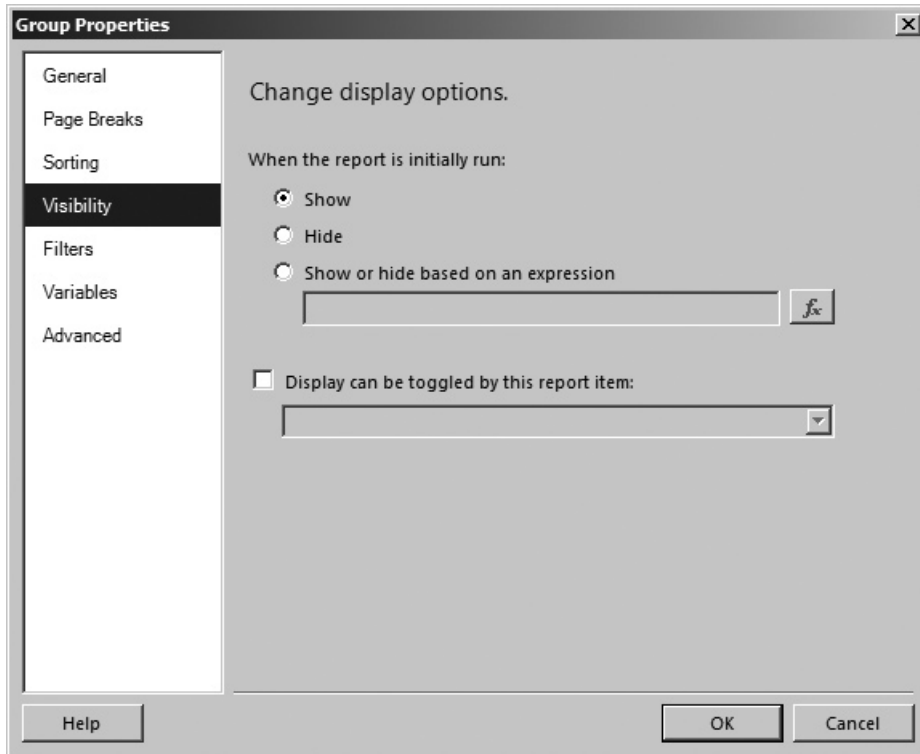 Group Properties
General
Page Breaks
Sorting
Visibility
Filters
Variables
Advanced
Change display options.
When the report is initially run:
Show
Hide
Show or hide based on an expression
fx
Display can be toggled by this report item:
Help
OK
Cancel